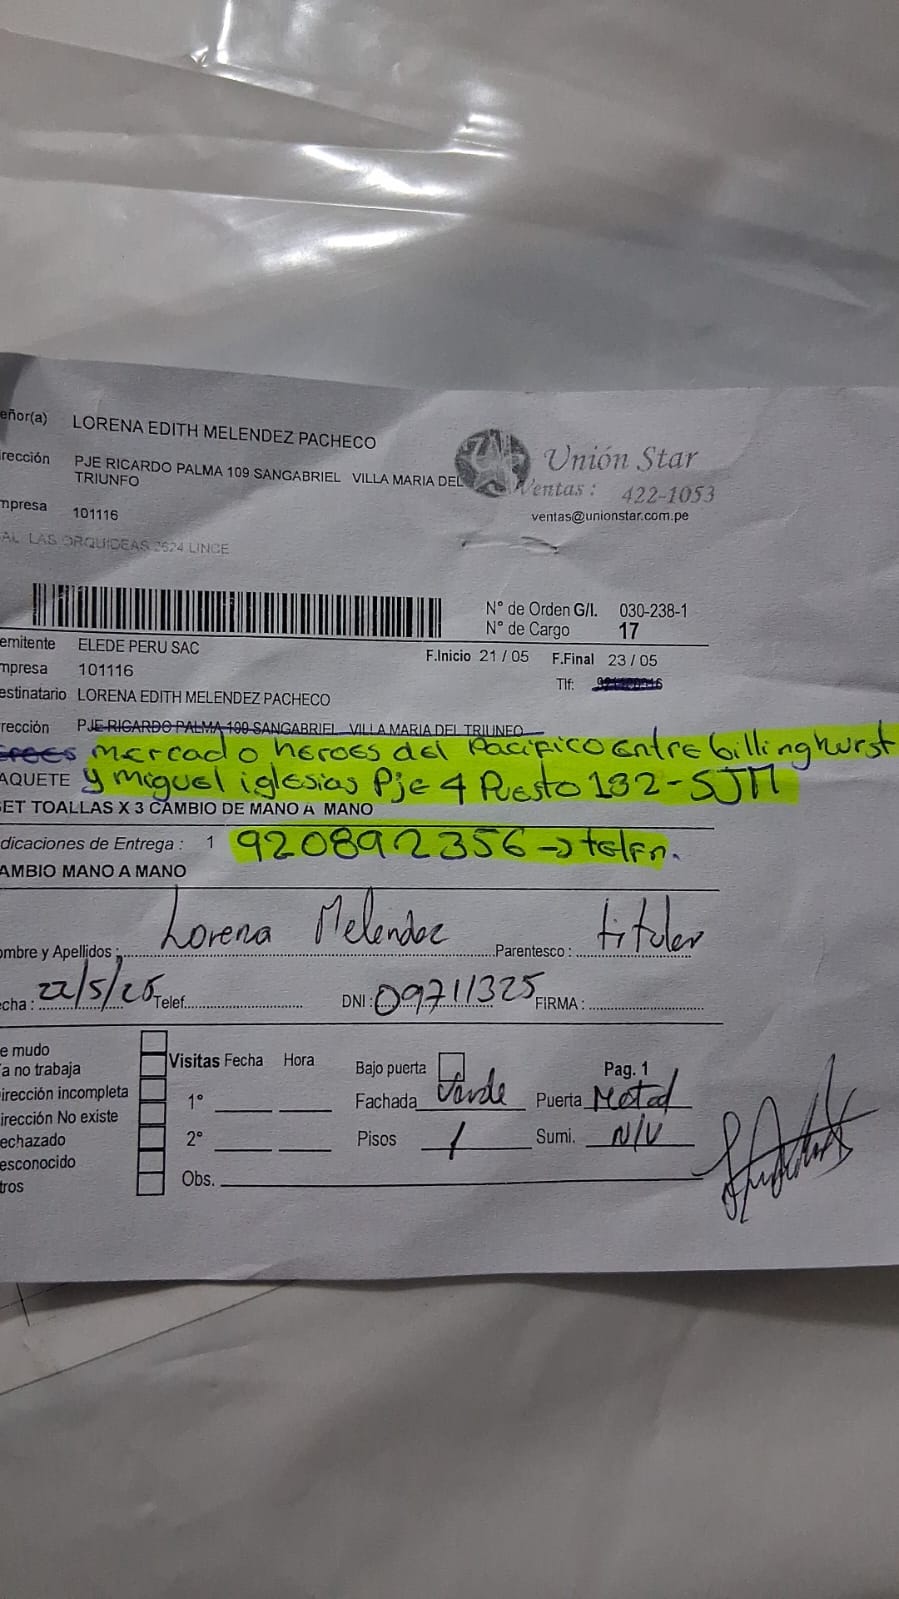 eñor(a) LORENA EDITH MELENDEZ PACHECO
Unión Star
irección PJE RICARDO PALMA 109 SANGABRIEL VILLA MARIA DEL
TRIUNFO
Ventas : 422-1053
mpresa 101116
ventas@unionstar.com.pe
AL. LAS ORQUIDEAS 2624 LINCE
N° de Orden G/I. 030-238-1
N° de Cargo 17
emitente ELEDE PERU SAC
F.Inicio 21 / 05 F.Final 23 / 05
mpresa 101116
Tlf:
estinatario LORENA EDITH MELENDEZ PACHECO
rección PJE RICARDO PALMA 109 SANGABRIEL VILLA MARIA DEL TRIUNFO
mercado heroes del Pacifico entre billinghurst
AQUETE y Miguel iglesias Pje 4 Puesto 132-SJM
SET TOALLAS X 3 CAMBIO DE MANO A MANO
dicaciones de Entrega : 1 920892356 → telfn.
AMBIO MANO A MANO
ombre y Apellidos : Lorena Melendez Parentesco : titular
cha : 22/5/25 Telef. DNI : 09711325 FIRMA :
e mudo
a no trabaja
irección incompleta
irección No existe
echazado
esconocido
tros
Visitas Fecha Hora
1°
2°
Obs.
Bajo puerta Pag. 1
Fachada Verde Puerta Metal
Pisos 1 Sumi. N/V